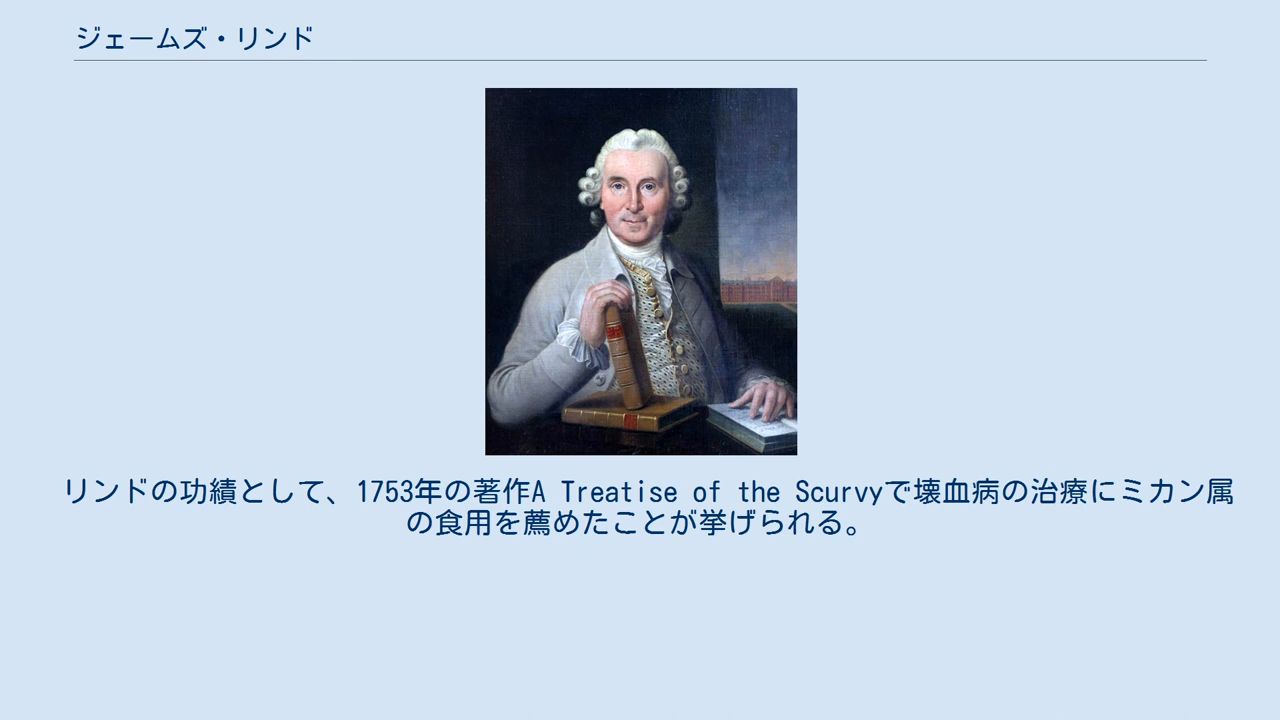 ジェームズ・リンド
リンドの功績として、1753年の著作A Treatise of the Scurvyで壊血病の治療にミカン属
の食用を薦めたことが挙げられる。